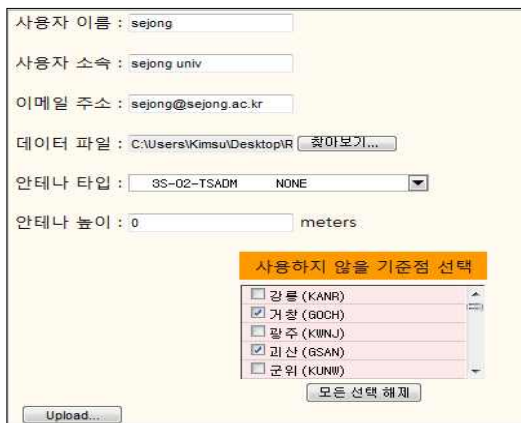 사용자 이름 : sejong
사용자 소속 : sejong univ
이메일 주소 : sejong@sejong.ac.kr
데이터 파일 : C:\Users\Kimsu\Desktop\R 찾아보기...
안테나 타입 : 3S-02-TSADM NONE
안테나 높이 : 0 meters
사용하지 않을 기준점 선택
강릉 (KANR)
거창 (GOCH)
광주 (KWNJ)
괴산 (GSAN)
군위 (KUNW)
모든 선택 해제
Upload...